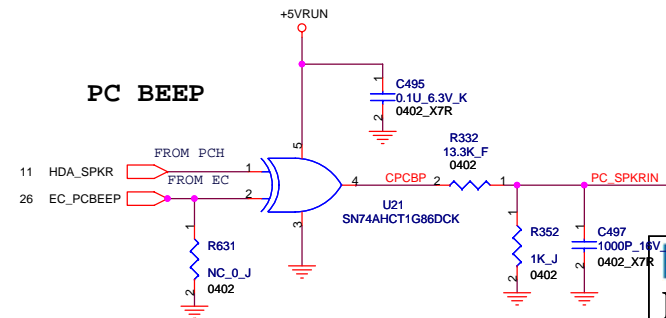 +5VRUN
PC BEEP
1
C495
0.1U_6.3V_K
0402_X7R
2
5
R332
13.3K_F
0402
FROM PCH
11 HDA_SPKR
1
FROM EC
26 EC_PCBEEP
2
4
CPCBP
2
1
PC_SPKRIN
U21
SN74AHCT1G86DCK
3
1
R631
NC_0_J
0402
2
1
R352
1K_J
0402
2
1
C497
1000P_16V_
0402_X7R
2